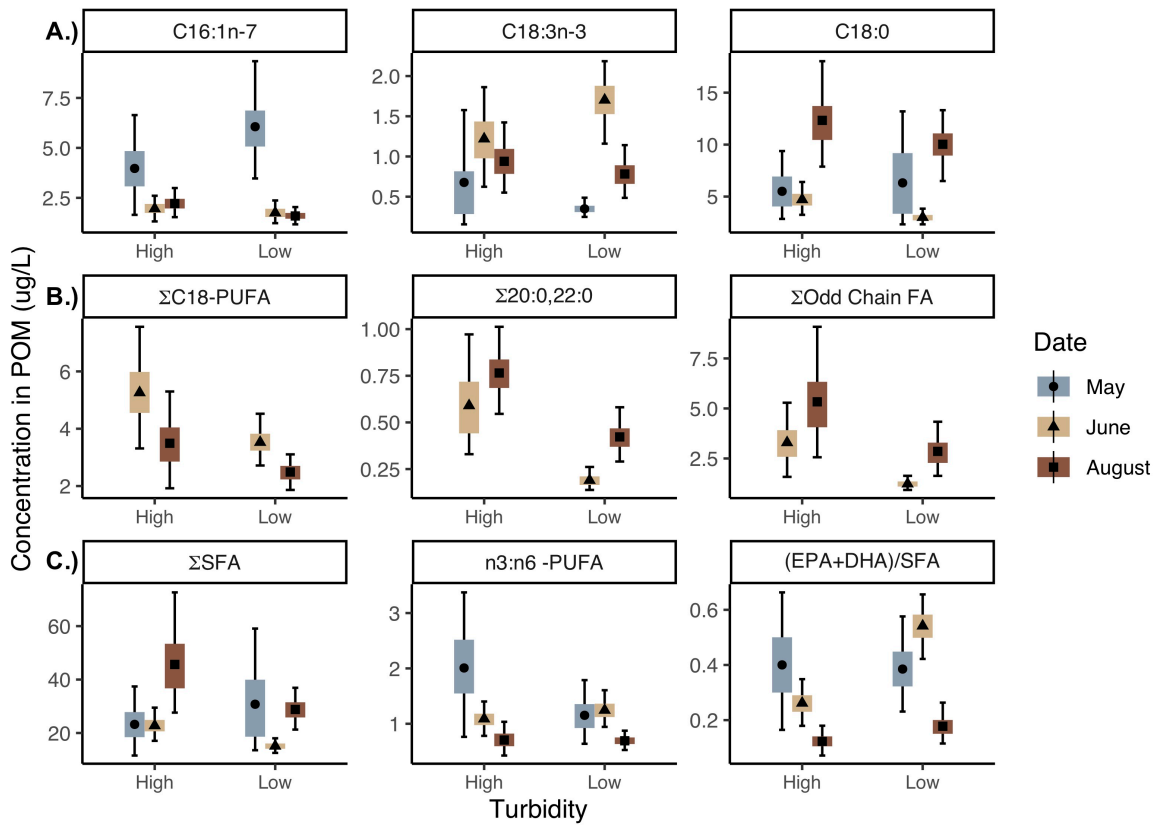 A.)
C16:1n-7
C18:3n-3
C18:0
7.5
5.0
2.5
High
Low
2.0
1.5
1.0
0.5
High
Low
15
10
5
High
Low
B.)
ΣC18-PUFA
Σ20:0,22:0
ΣOdd Chain FA
6
4
2
High
Low
1.00
0.75
0.50
0.25
High
Low
7.5
5.0
2.5
High
Low
C.)
ΣSFA
n3:n6 -PUFA
(EPA+DHA)/SFA
60
40
20
High
Low
3
2
1
High
Low
0.6
0.4
0.2
High
Low
Concentration in POM (ug/L)
Turbidity
Date
May
June
August